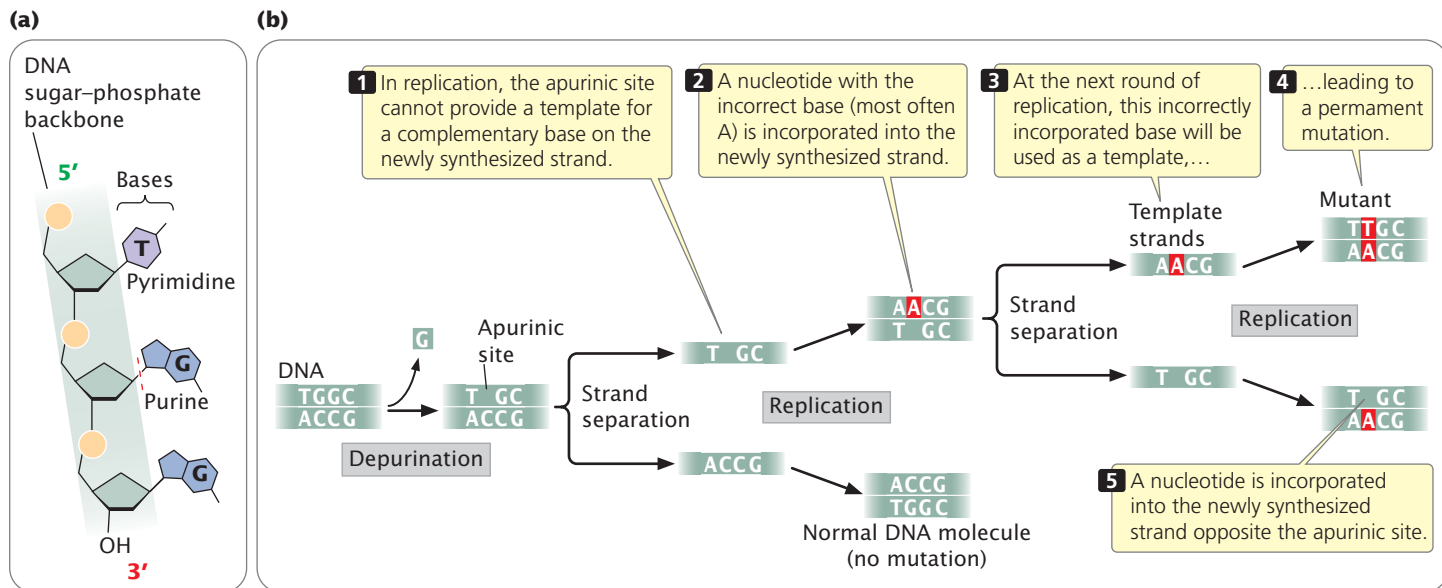 (a)
DNA
sugar–phosphate
backbone
5′
Bases
T
Pyrimidine
G
Purine
G
OH
3′
(b)
1 In replication, the apurinic site
cannot provide a template for
a complementary base on the
newly synthesized strand.
2 A nucleotide with the
incorrect base (most often
A) is incorporated into the
newly synthesized strand.
3 At the next round of
replication, this incorrectly
incorporated base will be
used as a template,…
4 …leading to
a permament
mutation.
DNA
TGGC
ACCG
G
Depurination
Apurinic
site
T GC
ACCG
Strand
separation
T GC
ACCG
Replication
AACG
T GC
ACCG
TGGC
Normal DNA molecule
(no mutation)
Strand
separation
Template
strands
AACG
T GC
Replication
Mutant
TTGC
AACG
T GC
AACG
5 A nucleotide is incorporated
into the newly synthesized
strand opposite the apurinic site.